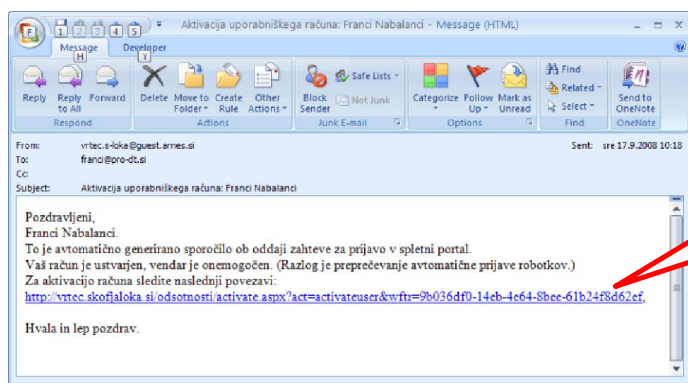 1 2 3 4 5
Aktivacija uporabniškega računa: Franci Nabalanci - Message (HTML)
F
Message Developer
H Y
Reply Reply to All Forward
Respond
Delete Move to Folder Create Rule Other Actions
Actions
Block Sender Safe Lists Not Junk
Junk E-mail
Categorize Follow Up Mark as Unread
Options
Find Related Select
Find
Send to OneNote
OneNote
From: vrtec.s-loka@guest.arnes.si Sent: sre 17.9.2008 10:18
To: franci@pro-dt.si
Cc:
Subject: Aktivacija uporabniškega računa: Franci Nabalanci
Pozdravljeni,
Franci Nabalanci.
To je avtomatično generirano sporočilo ob oddaji zahteve za prijavo v spletni portal.
Vaš račun je ustvarjen, vendar je onemogočen. (Razlog je preprečevanje avtomatične prijave robotkov.)
Za aktivacijo računa sledite naslednji povezavi:
http://vrtec.skofjaloka.si/odsotnosti/activate.aspx?act=activateuser&wftr=9b036df0-14eb-4e64-8bee-61b24f8d62ef,
Hvala in lep pozdrav.